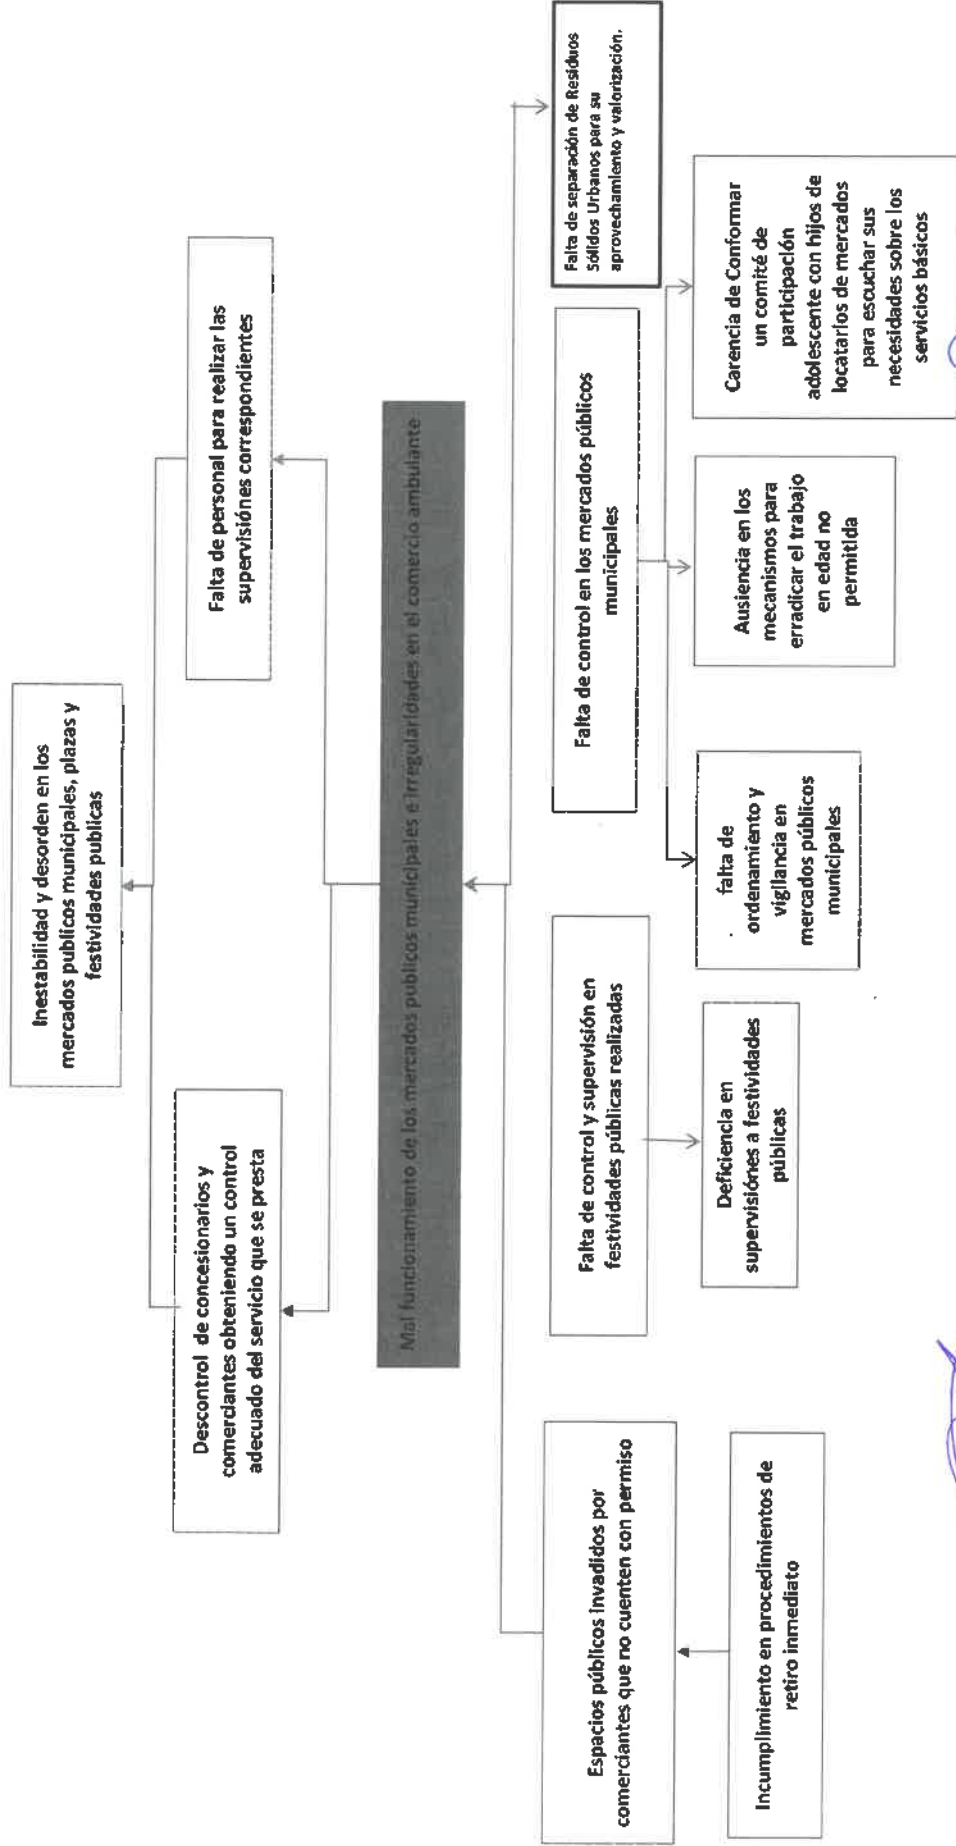 Inestabilidad y desorden en los
mercados publicos municipales, plazas y
festividades publicas
Descontrol de concesionarios y
comerciantes obteniendo un control
adecuado del servicio que se presta
Falta de personal para realizar las
supervisiónes correspondientes
Mal funcionamiento de los mercados publicos municipales e irregularidades en el comercio ambulante
Espacios públicos invadidos por
comerciantes que no cuenten con permiso
Falta de control y supervisión en
festividades públicas realizadas
Falta de control en los mercados públicos
municipales
Falta de separación de Residuos
Sólidos Urbanos para su
aprovechamiento y valorización.
Incumplimiento en procedimientos de
retiro inmediato
Deficiencia en
supervisiónes a festividades
públicas
falta de
ordenamiento y
vigilancia en
mercados públicos
municipales
Ausiencia en los
mecanismos para
erradicar el trabajo
en edad no
permitida
Carencia de Conformar
un comité de
participación
adolescente con hijos de
locatarios de mercados
para escuchar sus
necesidades sobre los
servicios básicos